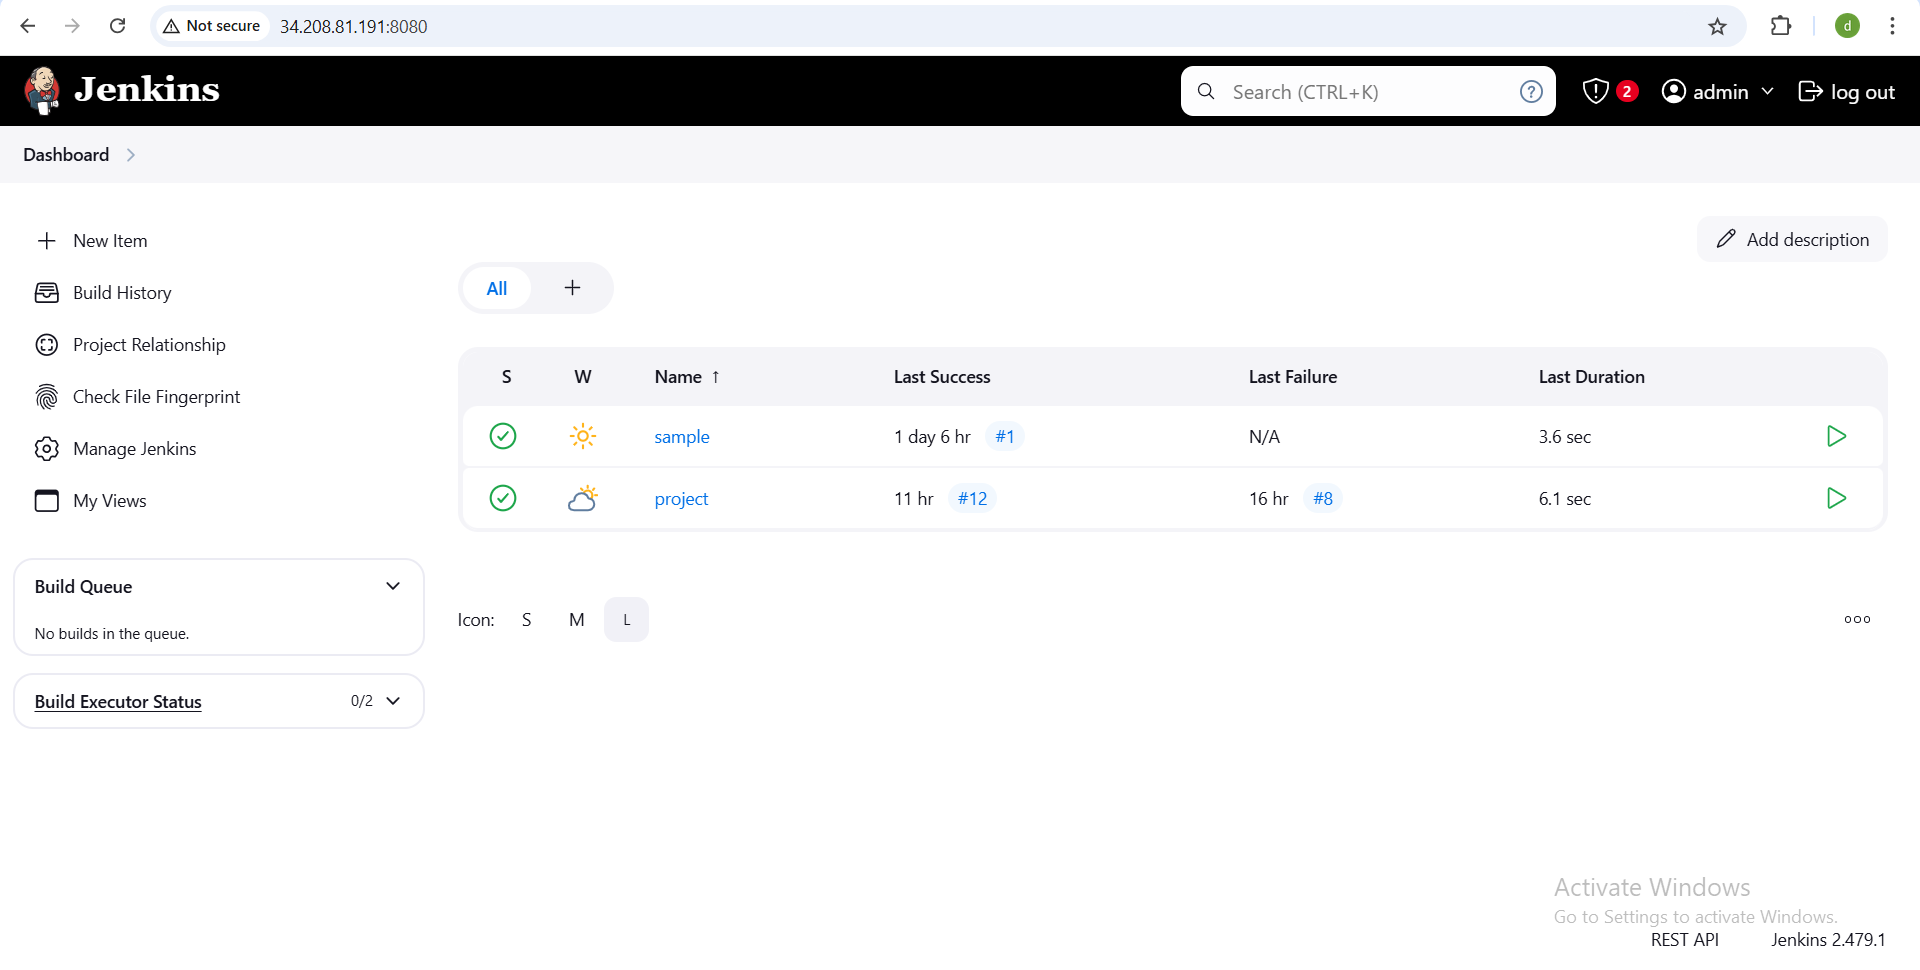 Not secure 34.208.81.191:8080 d
Jenkins Search (CTRL+K) ? 2 admin log out
Dashboard
New Item
Build History
Project Relationship
Check File Fingerprint
Manage Jenkins
My Views
Build Queue
No builds in the queue.
Build Executor Status 0/2
Add description
All +
S W Name ↑ Last Success Last Failure Last Duration
sample 1 day 6 hr #1 N/A 3.6 sec
project 11 hr #12 16 hr #8 6.1 sec
Icon: S M L
Activate Windows
Go to Settings to activate Windows.
REST API Jenkins 2.479.1